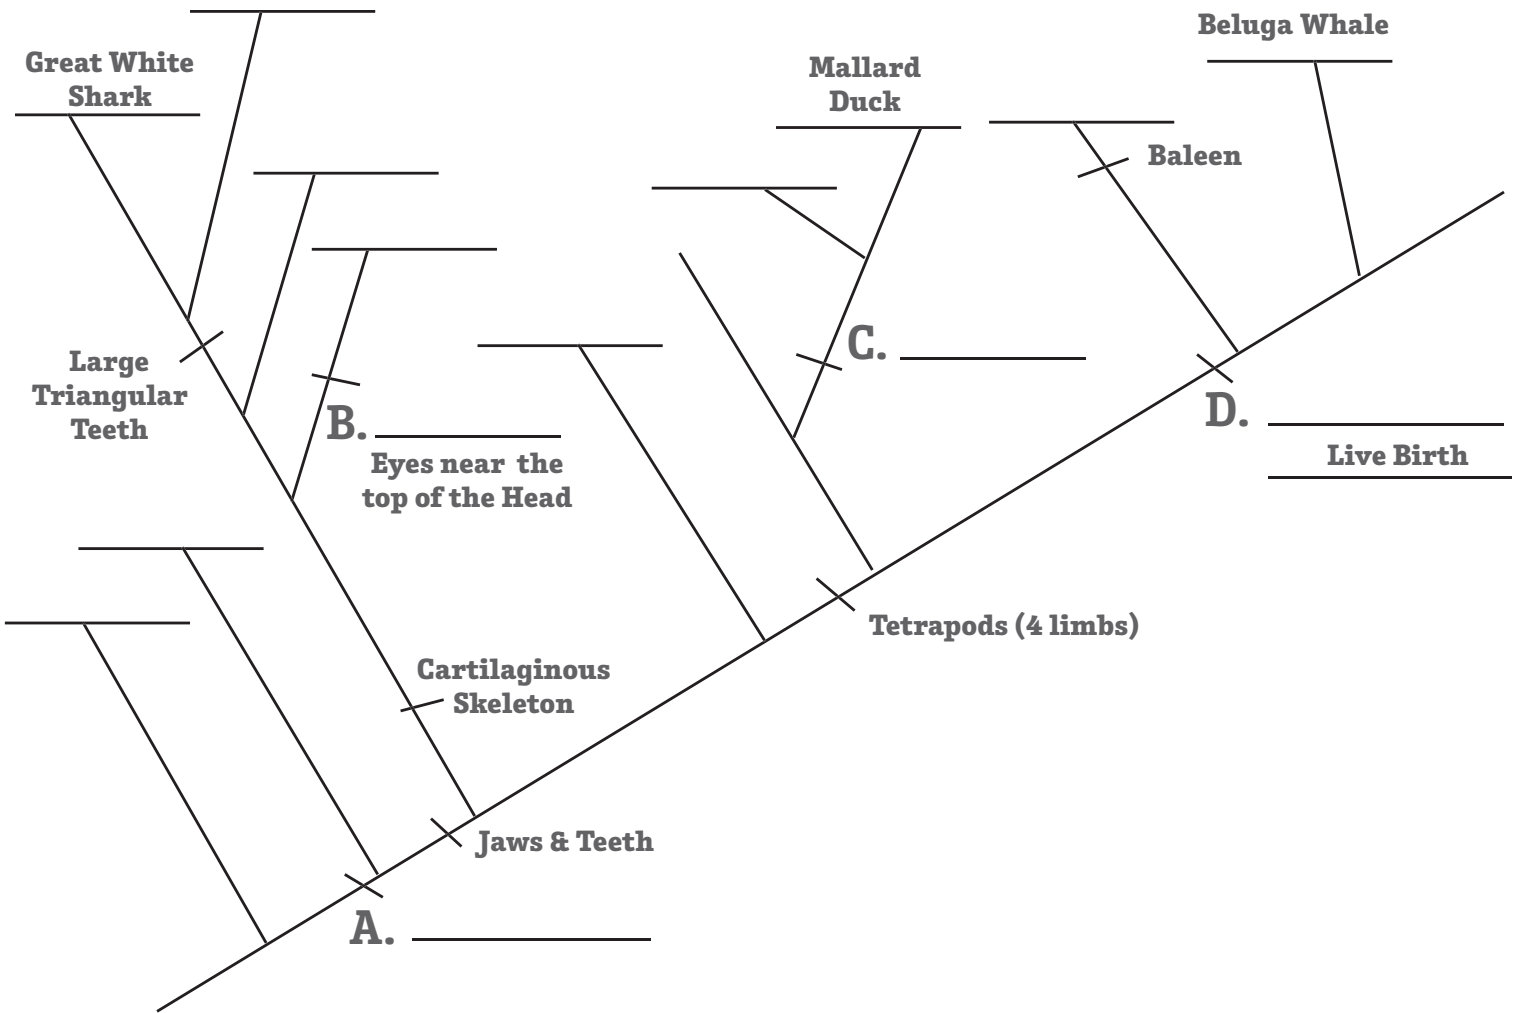 Beluga Whale
Great White
Shark
Mallard
Duck
Baleen
Large
Triangular
Teeth
C.
B.
Eyes near the
top of the Head
D.
Live Birth
Tetrapods (4 limbs)
Cartilaginous
Skeleton
Jaws & Teeth
A.